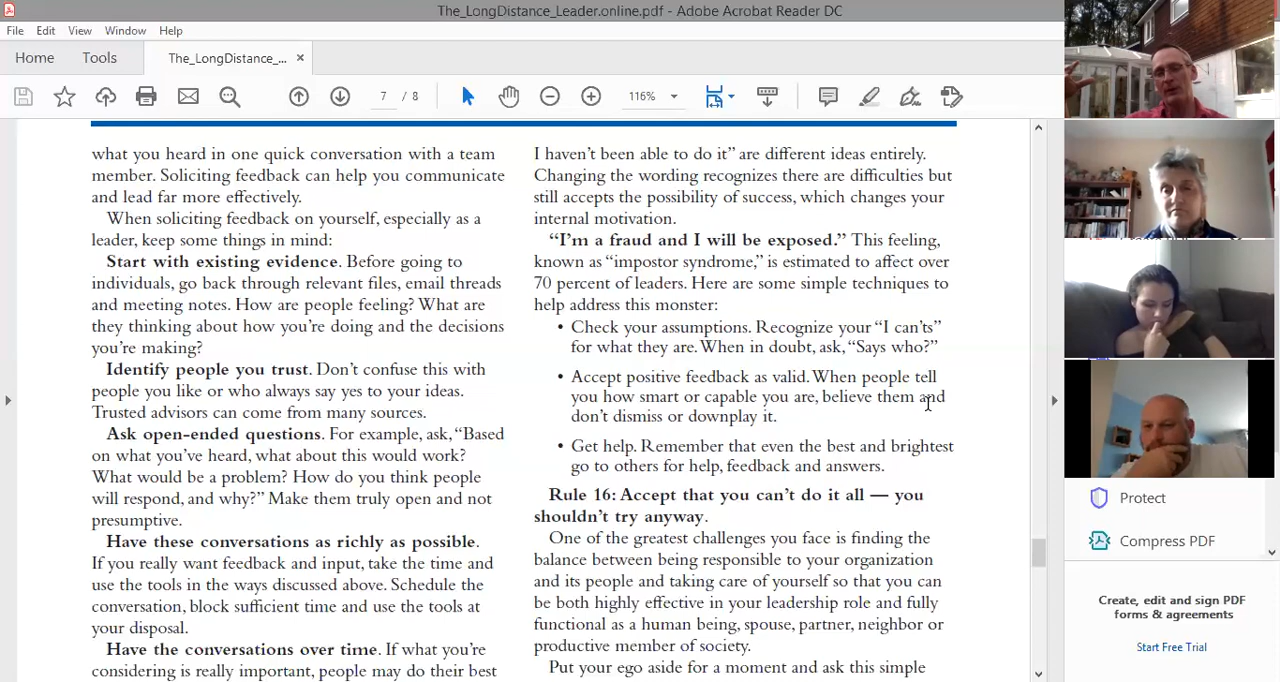 The_LongDistance_Leader.online.pdf - Adobe Acrobat Reader DC
File Edit View Window Help
Home Tools The_LongDistance_... ×
7 / 8 116%
what you heard in one quick conversation with a team
member. Soliciting feedback can help you communicate
and lead far more effectively.
When soliciting feedback on yourself, especially as a
leader, keep some things in mind:
Start with existing evidence. Before going to
individuals, go back through relevant files, email threads
and meeting notes. How are people feeling? What are
they thinking about how you’re doing and the decisions
you’re making?
Identify people you trust. Don’t confuse this with
people you like or who always say yes to your ideas.
Trusted advisors can come from many sources.
Ask open-ended questions. For example, ask, “Based
on what you’ve heard, what about this would work?
What would be a problem? How do you think people
will respond, and why?” Make them truly open and not
presumptive.
Have these conversations as richly as possible.
If you really want feedback and input, take the time and
use the tools in the ways discussed above. Schedule the
conversation, block sufficient time and use the tools at
your disposal.
Have the conversations over time. If what you’re
considering is really important, people may do their best
I haven’t been able to do it” are different ideas entirely.
Changing the wording recognizes there are difficulties but
still accepts the possibility of success, which changes your
internal motivation.
“I’m a fraud and I will be exposed.” This feeling,
known as “impostor syndrome,” is estimated to affect over
70 percent of leaders. Here are some simple techniques to
help address this monster:
• Check your assumptions. Recognize your “I can’ts”
for what they are. When in doubt, ask, “Says who?”
• Accept positive feedback as valid. When people tell
you how smart or capable you are, believe them and
don’t dismiss or downplay it.
• Get help. Remember that even the best and brightest
go to others for help, feedback and answers.
Rule 16: Accept that you can’t do it all — you
shouldn’t try anyway.
One of the greatest challenges you face is finding the
balance between being responsible to your organization
and its people and taking care of yourself so that you can
be both highly effective in your leadership role and fully
functional as a human being, spouse, partner, neighbor or
productive member of society.
Put your ego aside for a moment and ask this simple
Protect
Compress PDF
Create, edit and sign PDF
forms & agreements
Start Free Trial